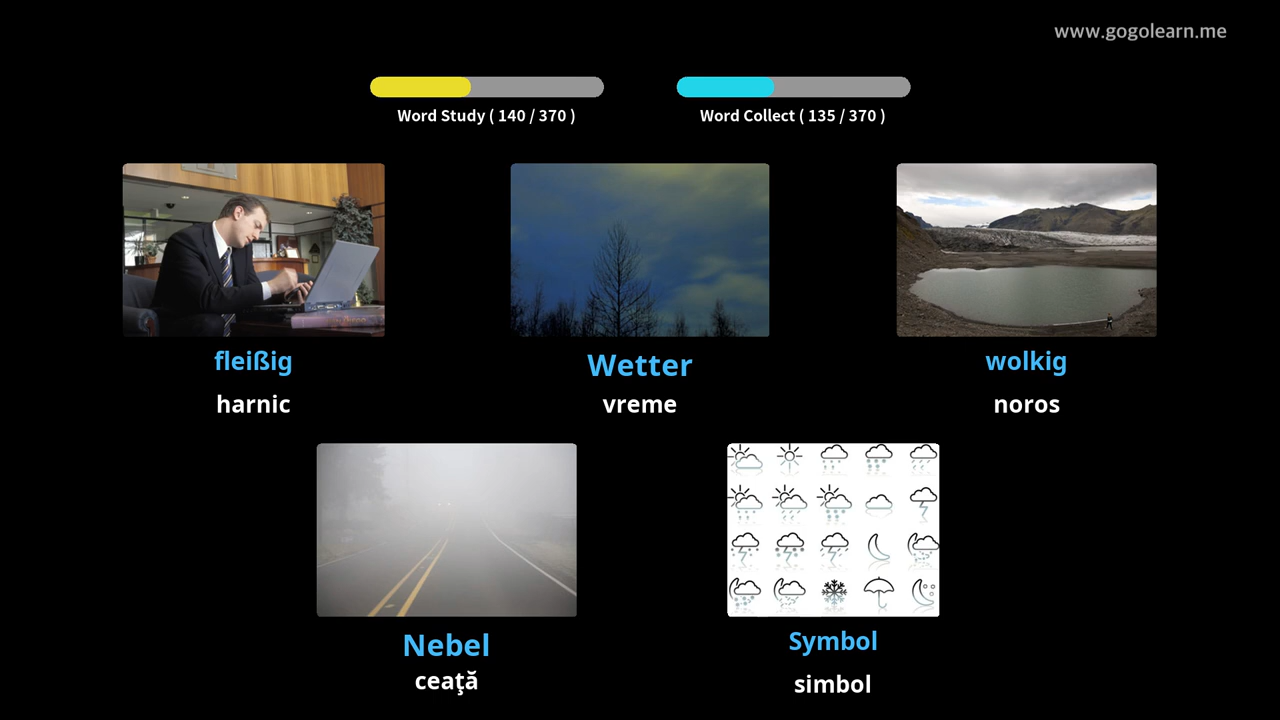 www.gogolearn.me
Word Study ( 140 / 370 )
Word Collect ( 135 / 370 )
fleißig
Wetter
wolkig
harnic
vreme
noros
Nebel
Symbol
ceaţă
simbol